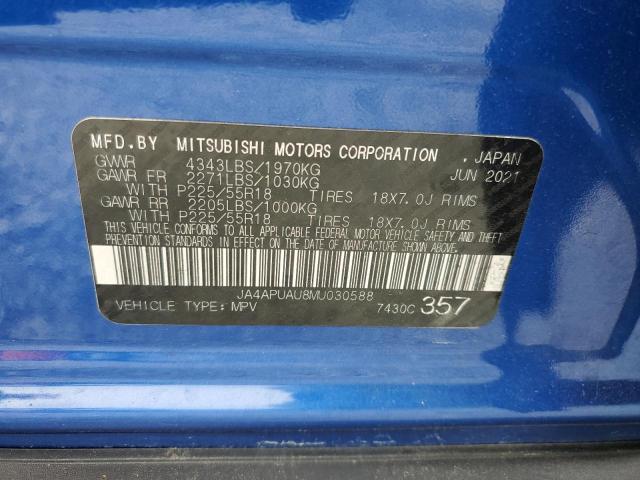 MFD.BY MITSUBISHI MOTORS CORPORATION , JAPAN
GVWR 4343LBS/1970KG JUN 2021
GAWR FR 2271LBS/1030KG
WITH P225/55R18 TIRES 18X7.0J RIMS
GAWR RR 2205LBS/1000KG
WITH P225/55R18 TIRES 18X7.0J RIMS
THIS VEHICLE CONFORMS TO ALL APPLICABLE FEDERAL MOTOR VEHICLE SAFETY AND THEFT
PREVENTION STANDARDS IN EFFECT ON THE DATE OF MANUFACTURE SHOWN ABOVE.
JA4APUAU8MU030588
VEHICLE TYPE: MPV 7430C 357